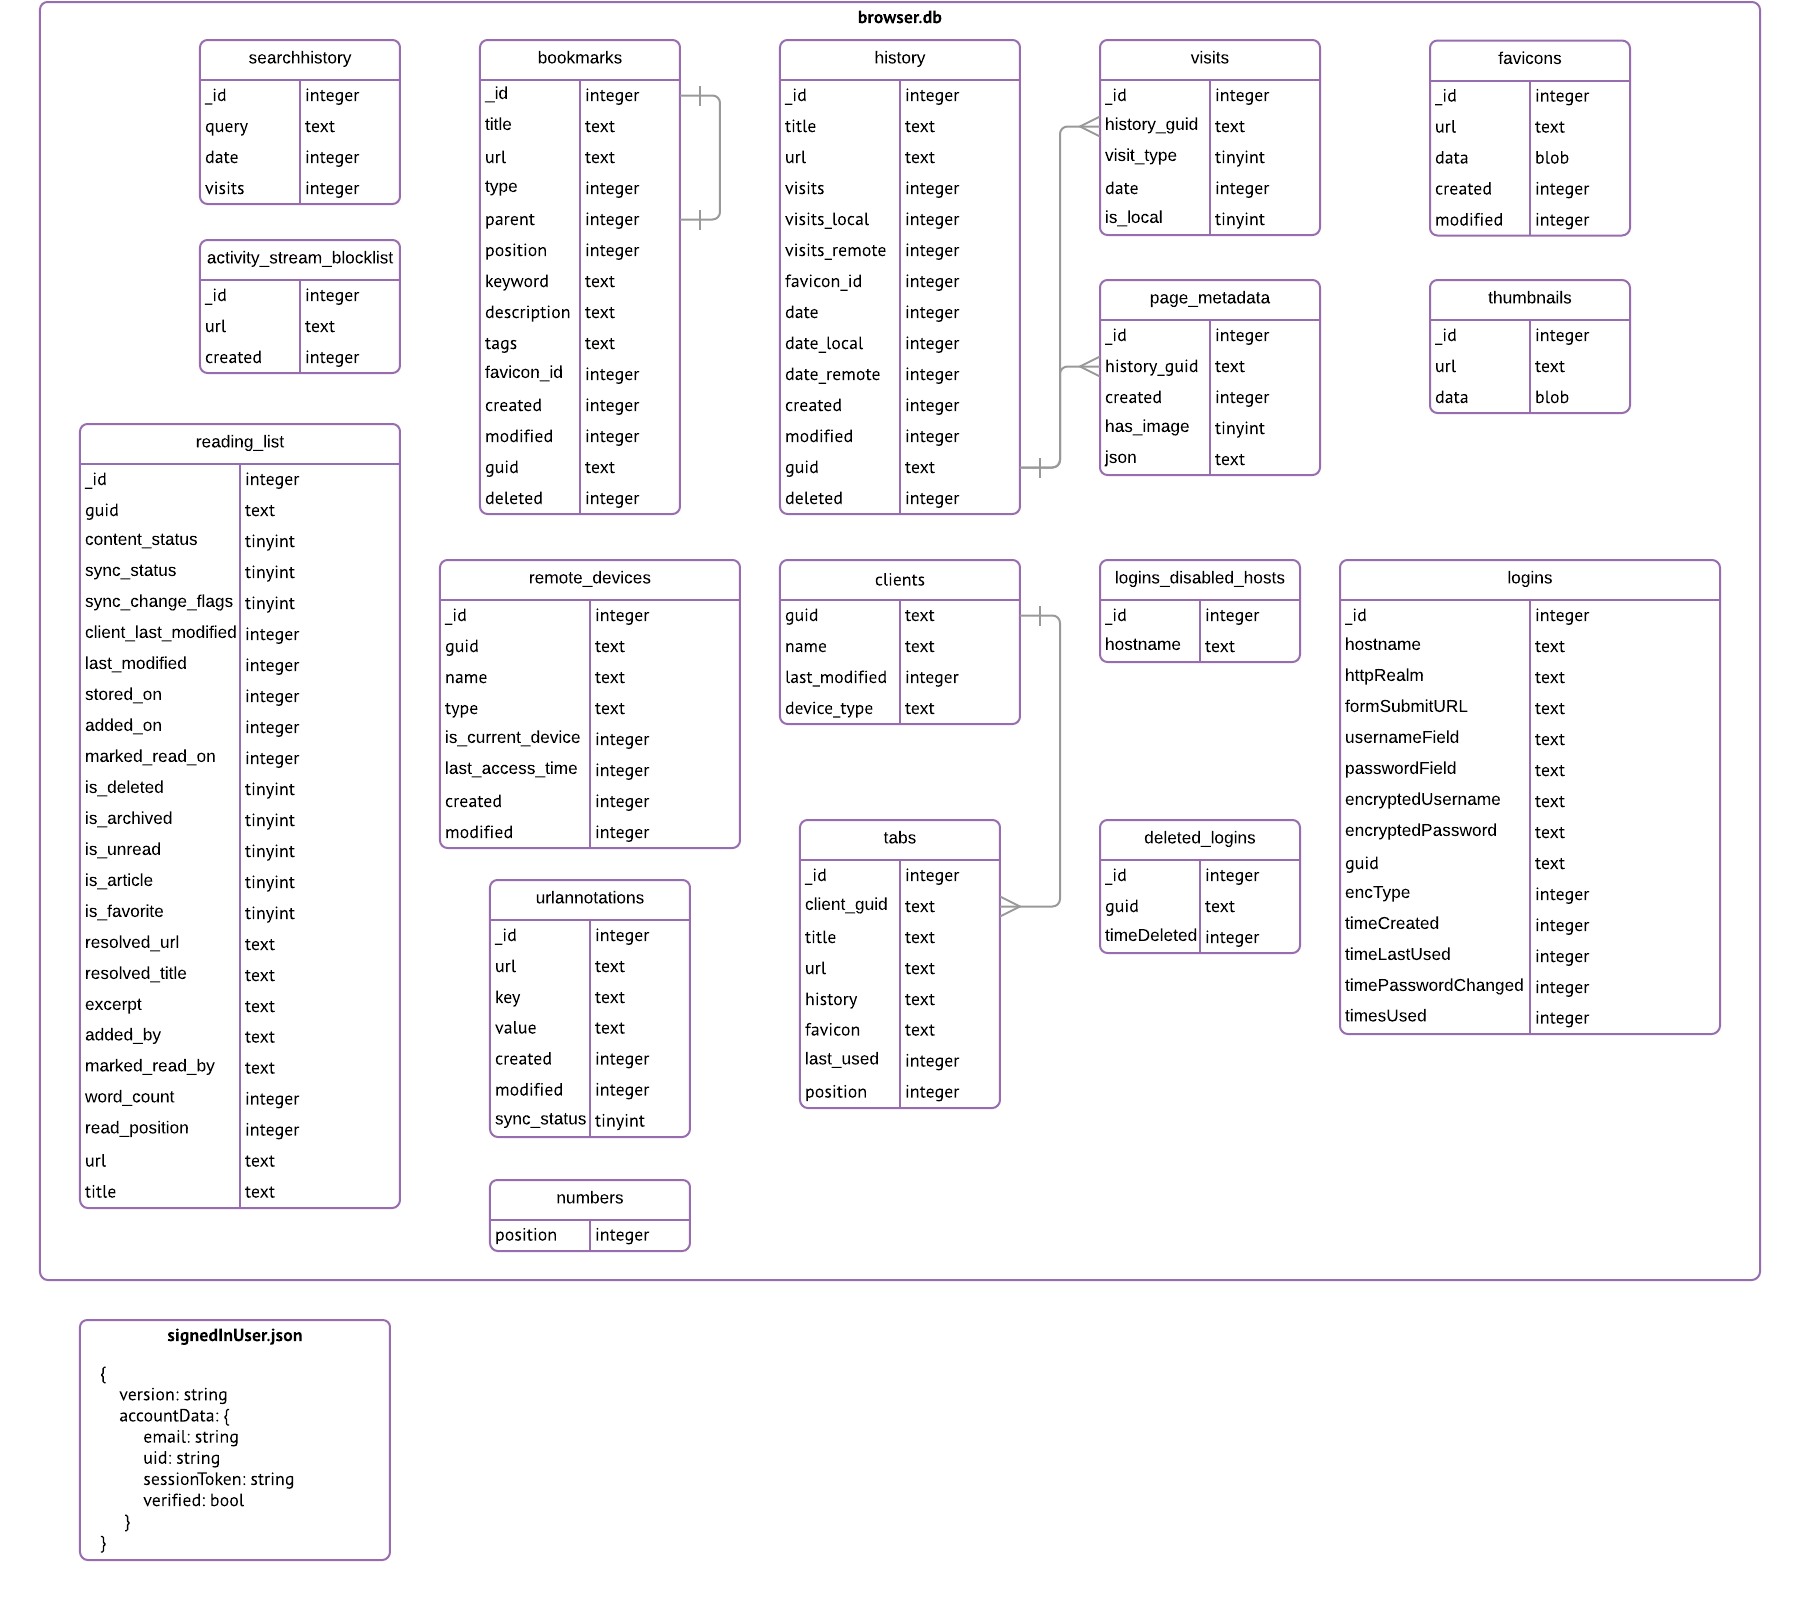 browser.db
searchhistory
_id integer
query text
date integer
visits integer
activity_stream_blocklist
_id integer
url text
created integer
reading_list
_id integer
guid text
content_status tinyint
sync_status tinyint
sync_change_flags tinyint
client_last_modified integer
last_modified integer
stored_on integer
added_on integer
marked_read_on integer
is_deleted tinyint
is_archived tinyint
is_unread tinyint
is_article tinyint
is_favorite tinyint
resolved_url text
resolved_title text
excerpt text
added_by text
marked_read_by text
word_count integer
read_position integer
url text
title text
bookmarks
_id integer
title text
url text
type integer
parent integer
position integer
keyword text
description text
tags text
favicon_id integer
created integer
modified integer
guid text
deleted integer
remote_devices
_id integer
guid text
name text
type text
is_current_device integer
last_access_time integer
created integer
modified integer
urlannotations
_id integer
url text
key text
value text
created integer
modified integer
sync_status tinyint
numbers
position integer
history
_id integer
title text
url text
visits integer
visits_local integer
visits_remote integer
favicon_id integer
date integer
date_local integer
date_remote integer
created integer
modified integer
guid text
deleted integer
clients
guid text
name text
last_modified integer
device_type text
tabs
_id integer
client_guid text
title text
url text
history text
favicon text
last_used integer
position integer
visits
_id integer
history_guid text
visit_type tinyint
date integer
is_local tinyint
page_metadata
_id integer
history_guid text
created integer
has_image tinyint
json text
logins_disabled_hosts
_id integer
hostname text
deleted_logins
_id integer
guid text
timeDeleted integer
favicons
_id integer
url text
data blob
created integer
modified integer
thumbnails
_id integer
url text
data blob
logins
_id integer
hostname text
httpRealm text
formSubmitURL text
usernameField text
passwordField text
encryptedUsername text
encryptedPassword text
guid text
encType integer
timeCreated integer
timeLastUsed integer
timePasswordChanged integer
timesUsed integer
signedInUser.json
{
version: string
accountData: {
email: string
uid: string
sessionToken: string
verified: bool
}
}